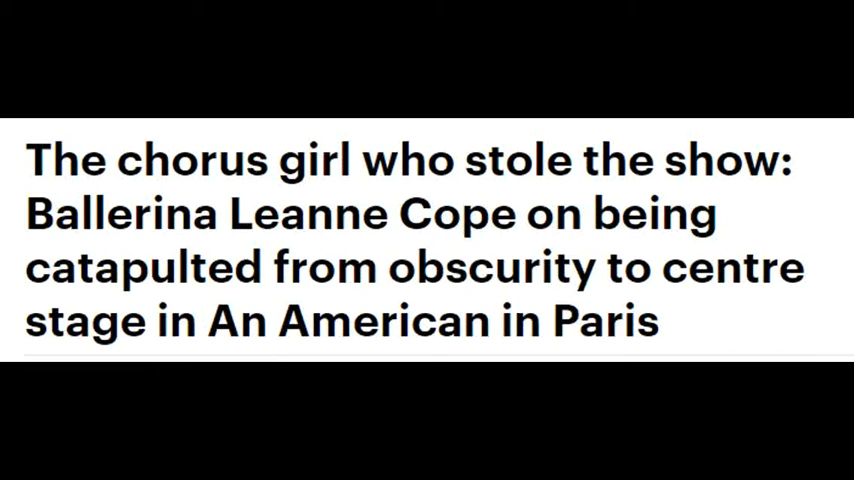 The chorus girl who stole the show:
Ballerina Leanne Cope on being
catapulted from obscurity to centre
stage in An American in Paris